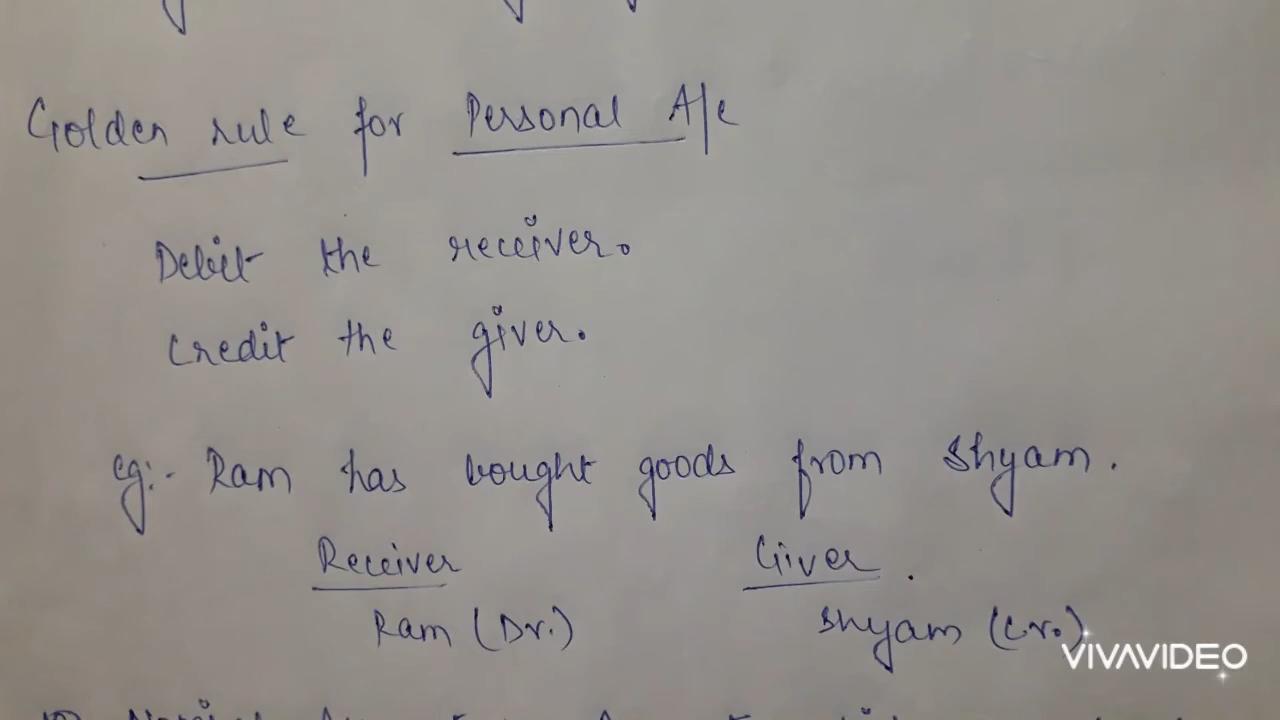 Golden rule for Personal A/c
Debit the receiver.
Credit the giver.
eg:- Ram has bought goods from Shyam.
Receiver Giver
Ram (Dr.) Shyam (Cr.)
VIVAVIDEO